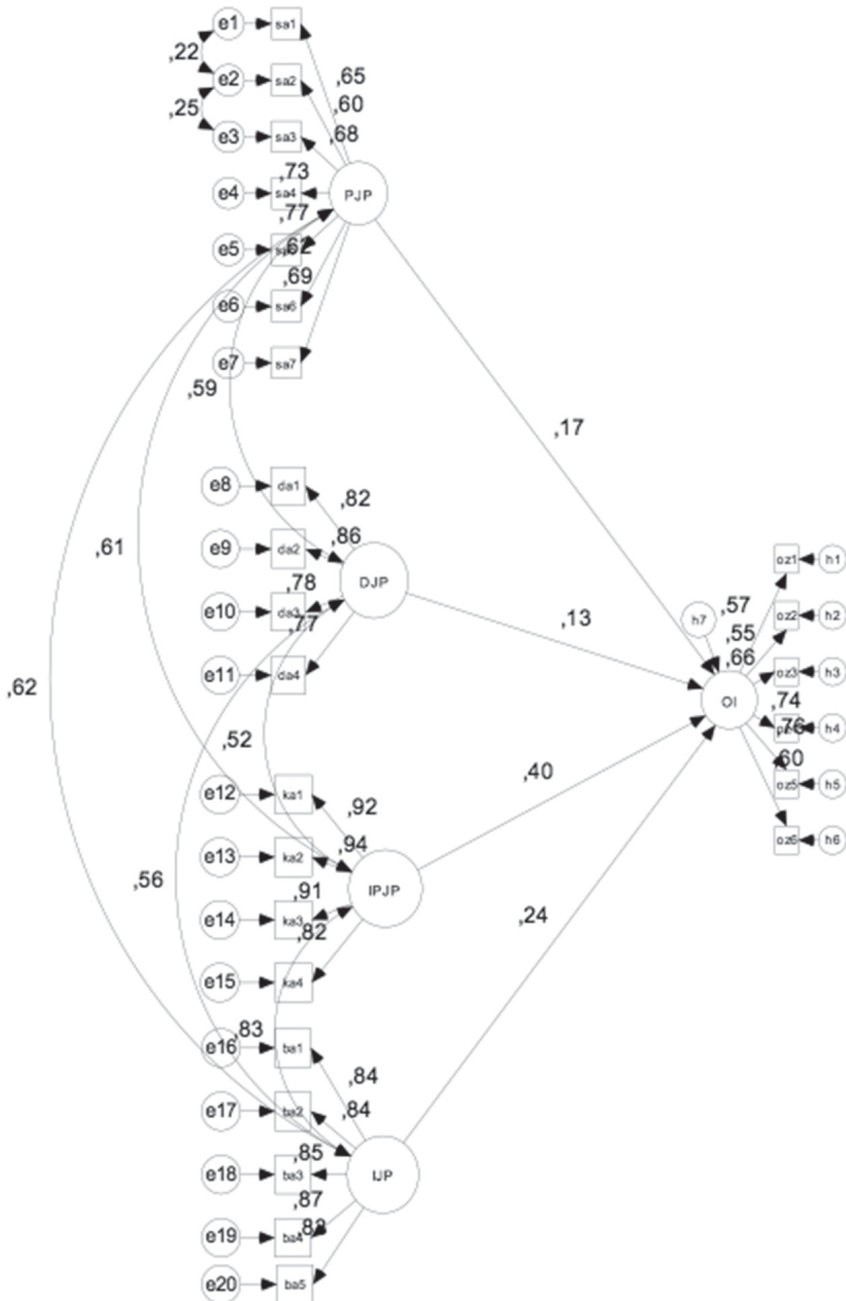 e1 sa1
,22
,65
e2 sa2
,60
,25
,68
e3 sa3
,73
e4 sa4 PJP
,77
e5 ,62
,69
e6 sa6
e7 sa7
,59
,17
e8 da1 ,82
,86
,61
e9 da2
oz1 h1
,78 DJP
,57
e10 da3
,77
,13
h7
oz2 h2
,55
,66
e11 da4
oz3 h3
,62
OI
,74
,52
,76 h4
,40
,60
e12 ka1
oz5 h5
,92
,94
oz6 h6
e13 ka2
,56
,91 IPJP
e14 ka3
,24
,82
e15 ka4
,83
e16 ba1
,84
,84
e17 ba2
,85
e18 ba3 IJP
,87
,83
e19 ba4
e20 ba5